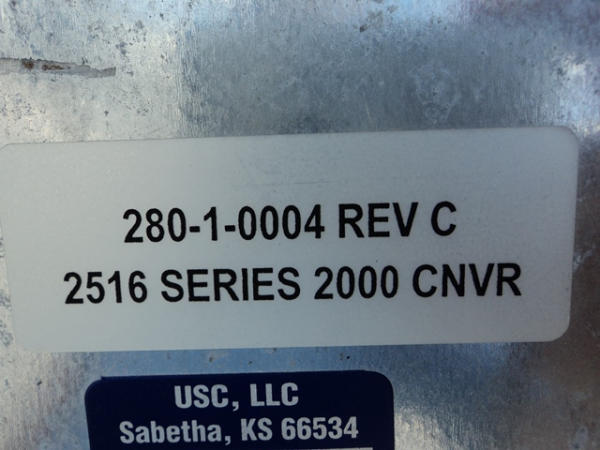 280-1-0004 REV C
2516 SERIES 2000 CNVR
USC, LLC
Sabetha, KS 66534